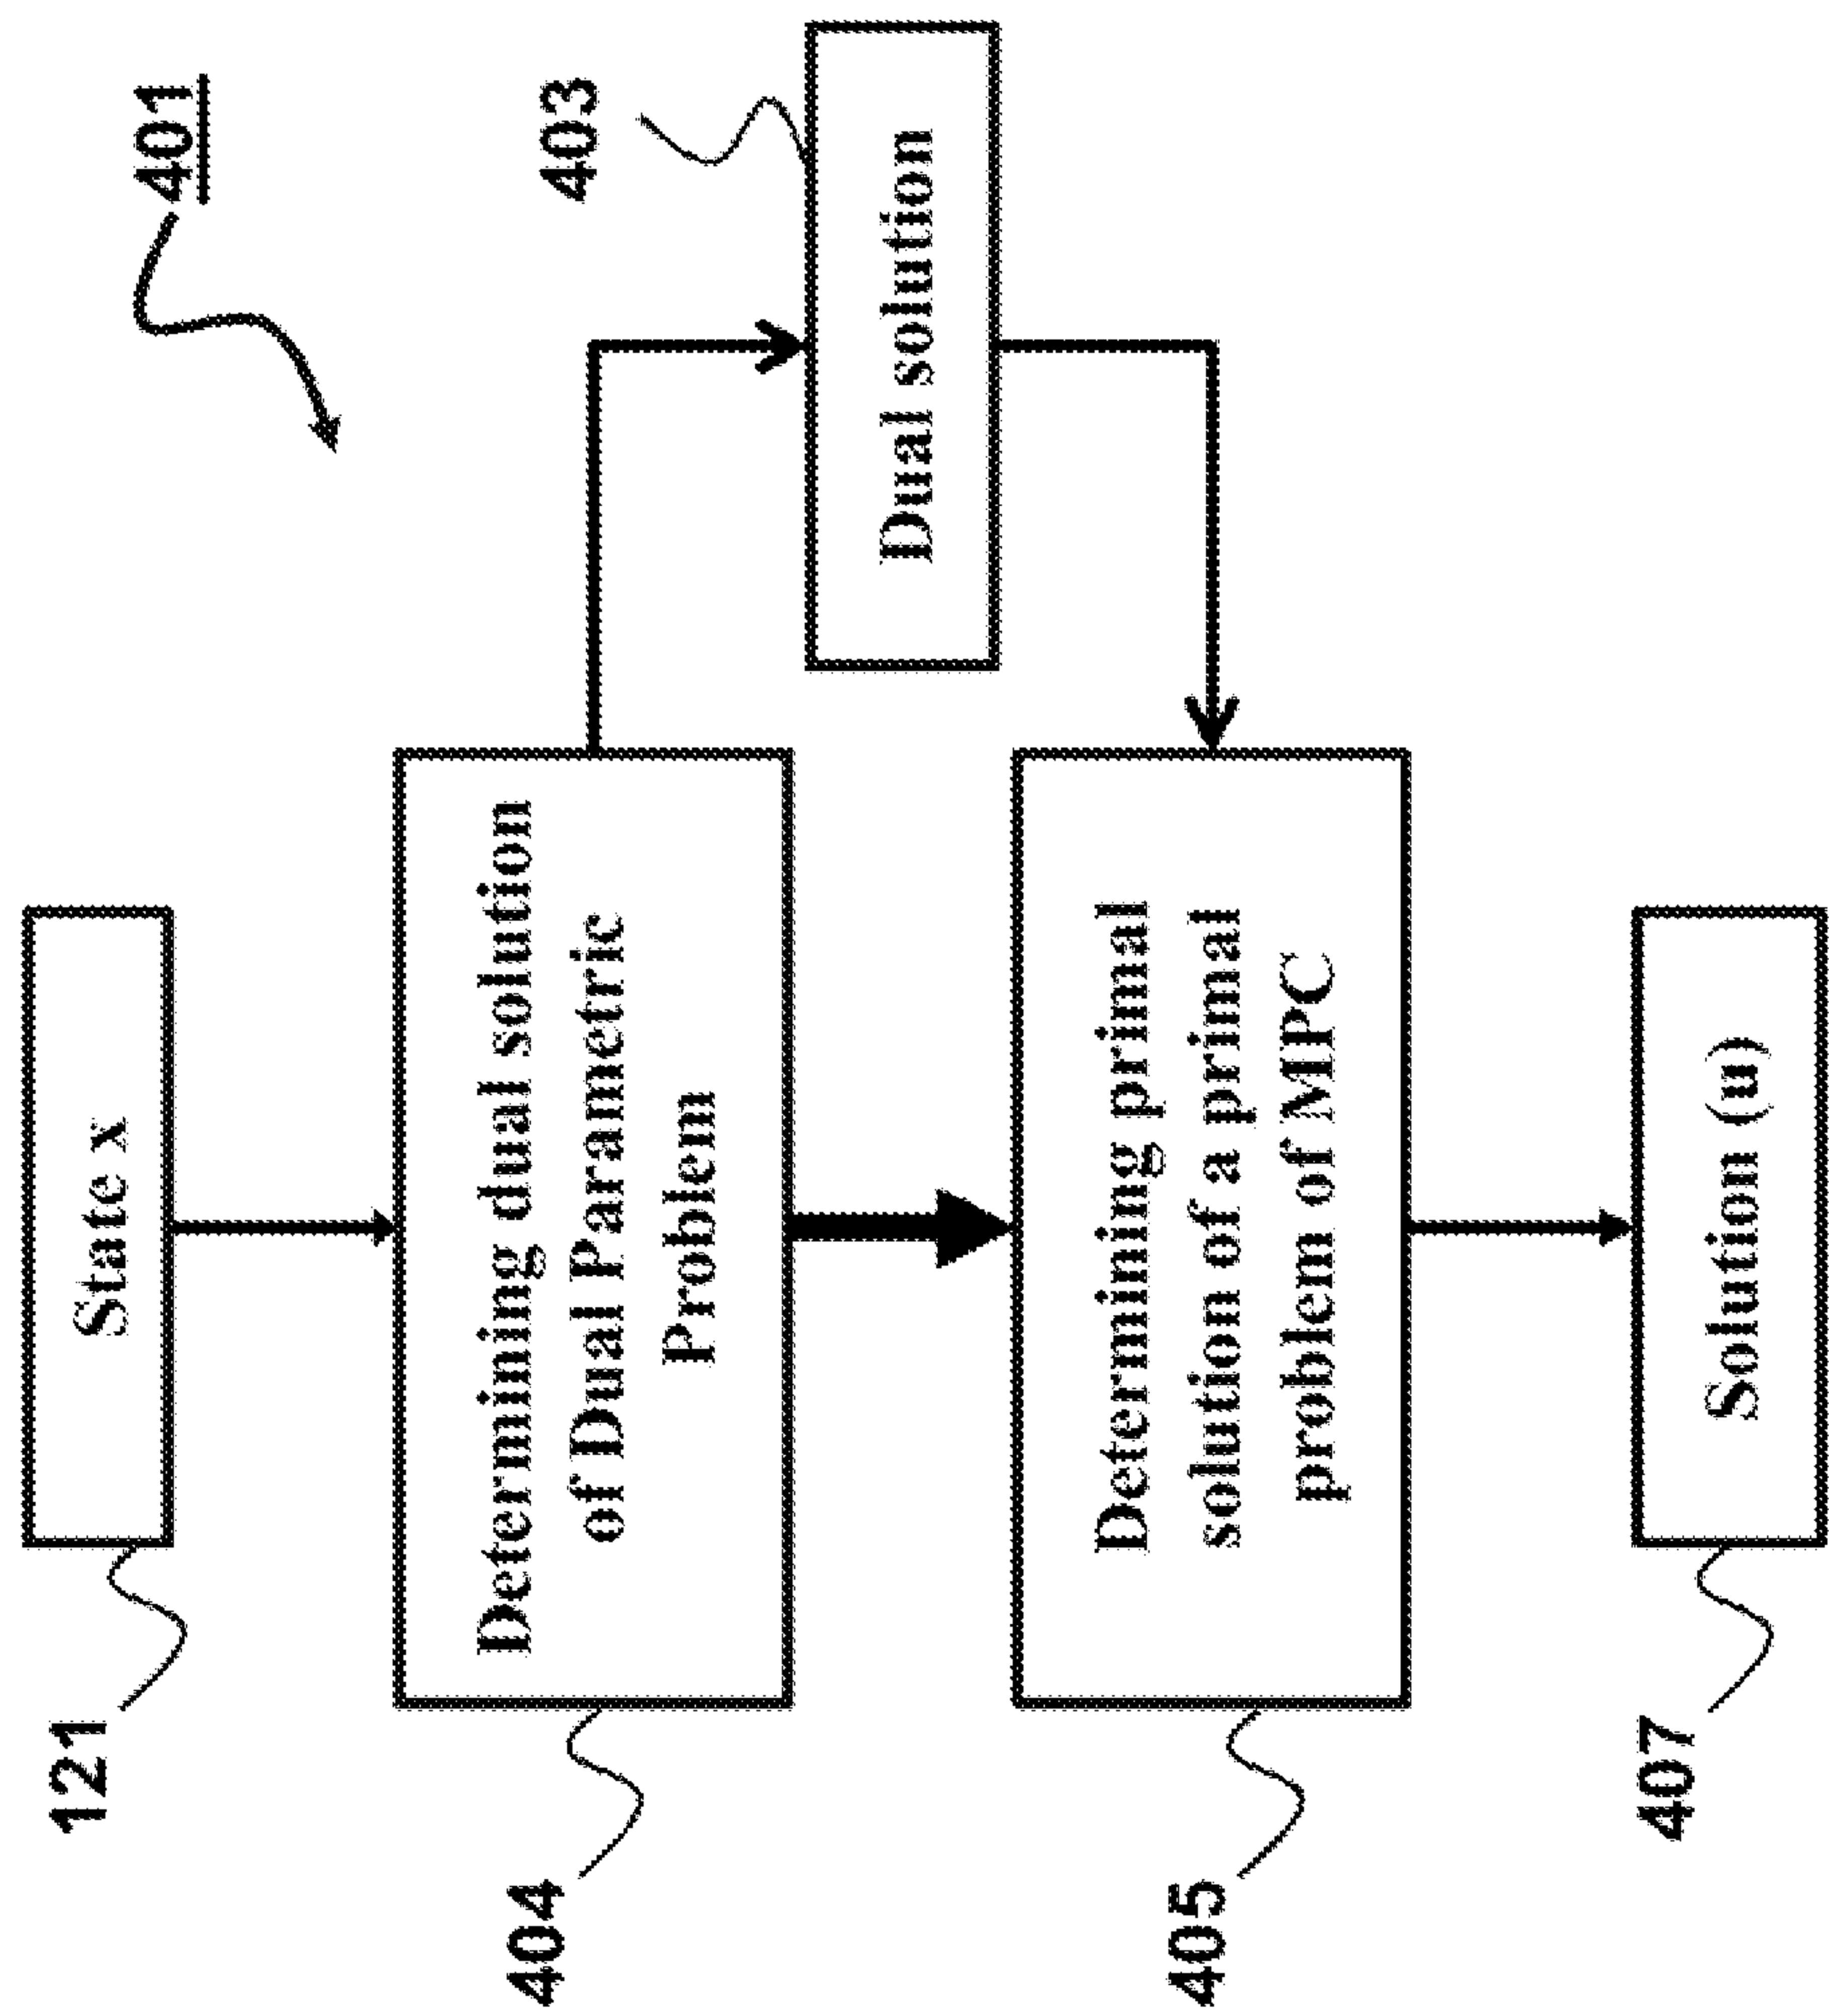 401
121
State x
404
Determining dual solution
of Dual Parametric
Problem
403
Dual solution
405
Determining primal
solution of a primal
problem of MPC
407
Solution (u)